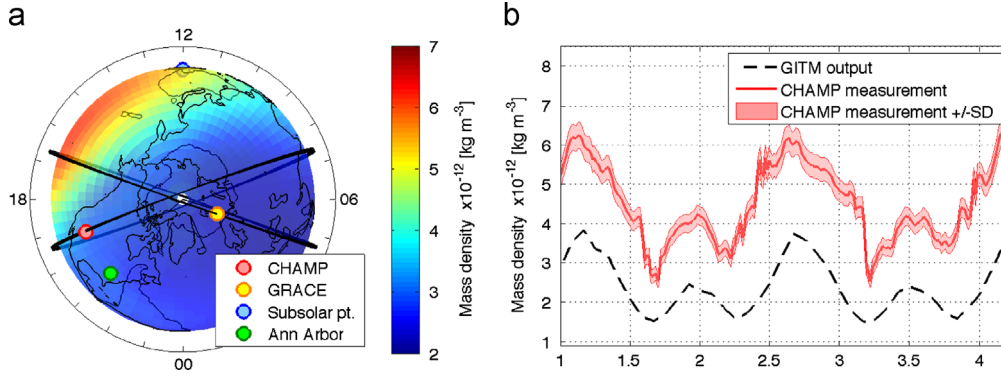 a
12
18
06
00
CHAMP
GRACE
Subsolar pt.
Ann Arbor
7
6
5
4
3
2
Mass density x10-12 [kg m-3]
b
8
7
6
5
4
3
2
1
Mass density x10-12 [kg m-3]
GITM output
CHAMP measurement
CHAMP measurement +/-SD
1 1.5 2 2.5 3 3.5 4